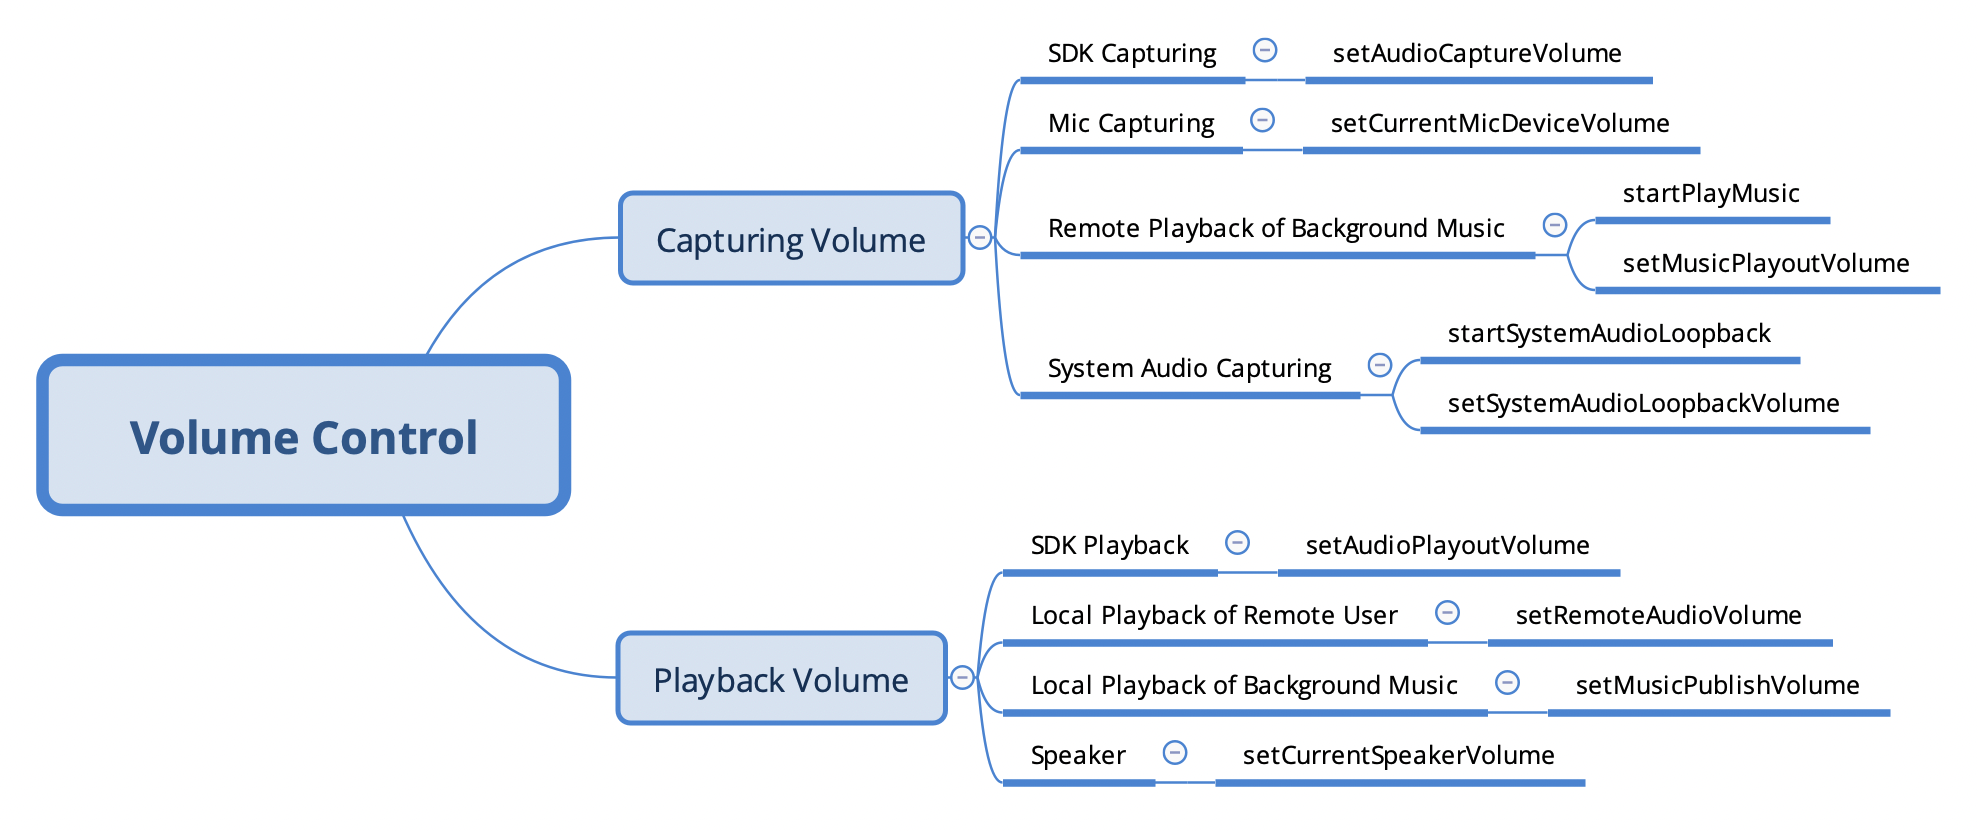 Volume Control
Capturing Volume
SDK Capturing
setAudioCaptureVolume
Mic Capturing
setCurrentMicDeviceVolume
Remote Playback of Background Music
startPlayMusic
setMusicPlayoutVolume
System Audio Capturing
startSystemAudioLoopback
setSystemAudioLoopbackVolume
Playback Volume
SDK Playback
setAudioPlayoutVolume
Local Playback of Remote User
setRemoteAudioVolume
Local Playback of Background Music
setMusicPublishVolume
Speaker
setCurrentSpeakerVolume